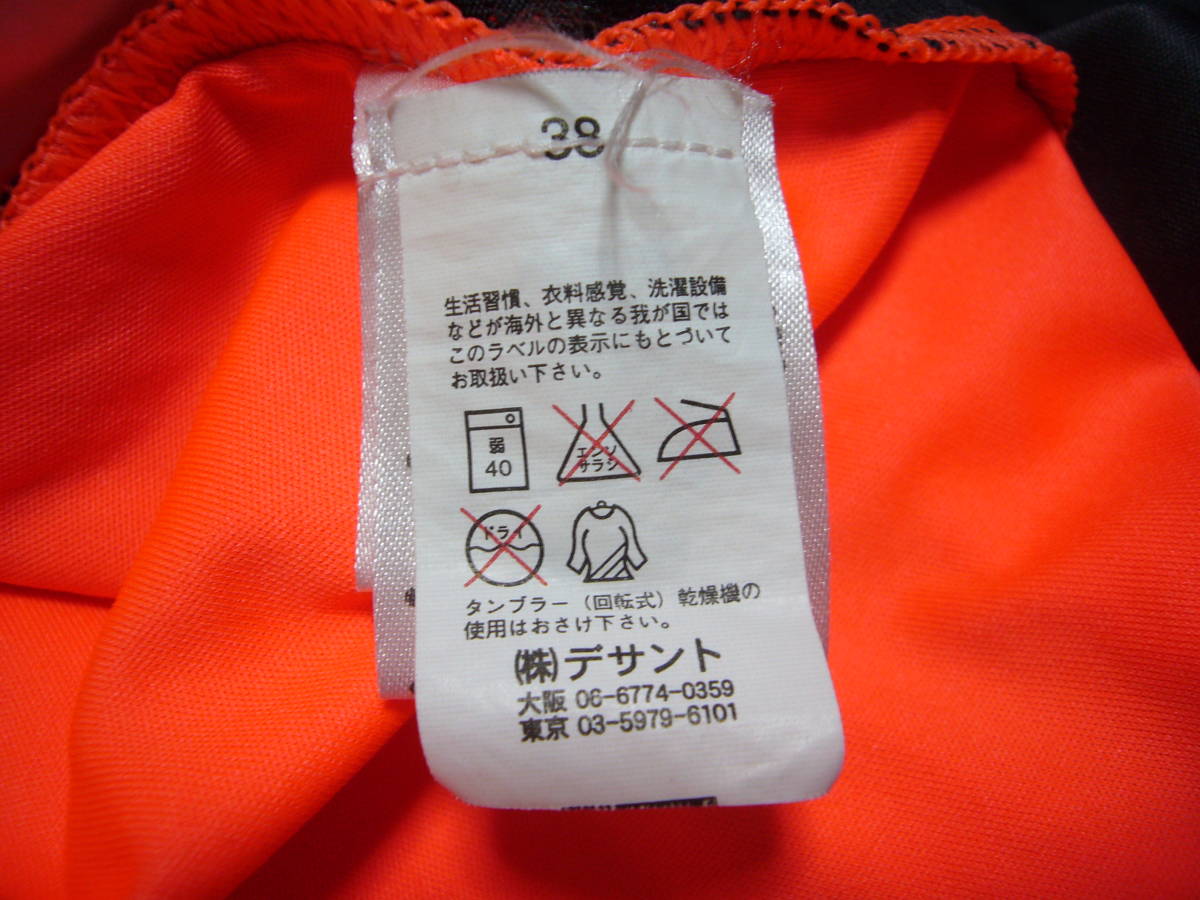 38
生活習慣、衣料感覚、洗濯設備
などが海外と異なる我が国では
このラベルの表示にもとづいて
お取扱い下さい。
弱
40
エンソ
サラシ
ドライ
タンブラー（回転式）乾燥機の
使用はおさけ下さい。
㈱デサント
大阪 06-6774-0359
東京 03-5979-6101